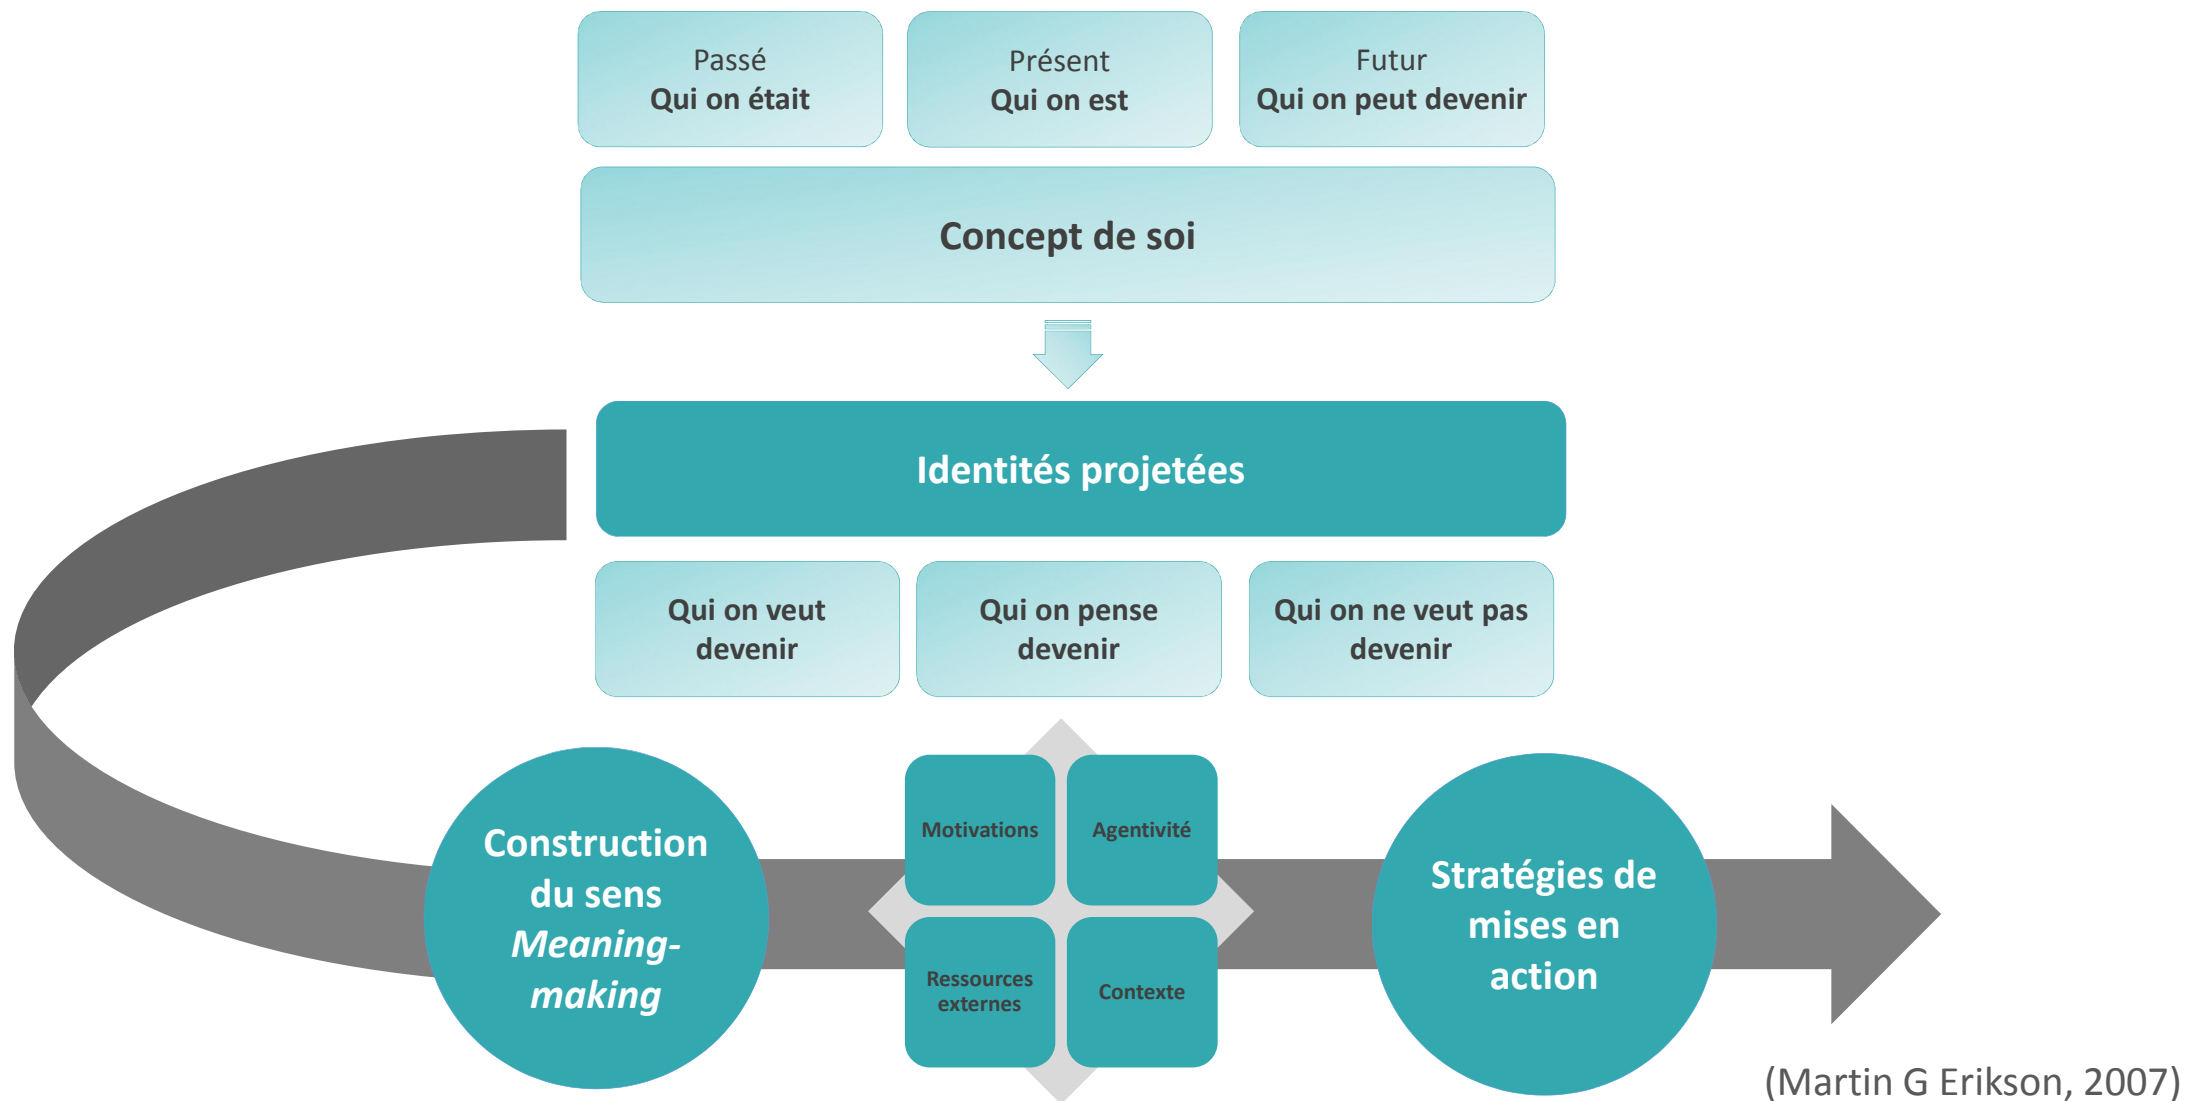 Passé
Qui on était
Présent
Qui on est
Futur
Qui on peut devenir
Concept de soi
Identités projetées
Qui on veut
devenir
Qui on pense
devenir
Qui on ne veut pas
devenir
Construction
du sens
Meaning-
making
Motivations
Agentivité
Ressources
externes
Contexte
Stratégies de
mises en
action
(Martin G Erikson, 2007)